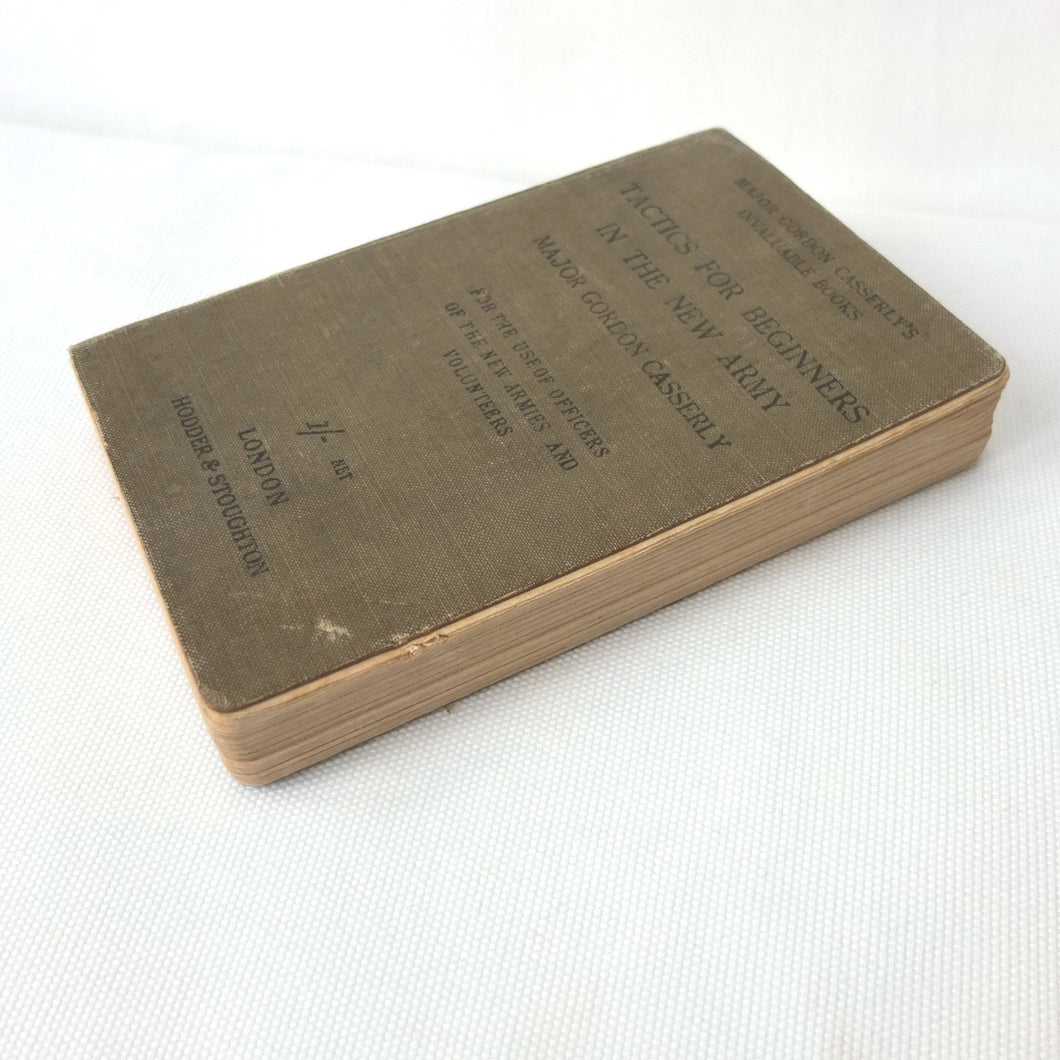 MAJOR GORDON CASSERLY'S
INVALUABLE BOOKS
TACTICS FOR BEGINNERS
IN THE NEW ARMY
MAJOR GORDON CASSERLY
FOR THE USE OF OFFICERS
OF THE NEW ARMIES AND
VOLUNTEERS
1/- NET
LONDON
HODDER & STOUGHTON